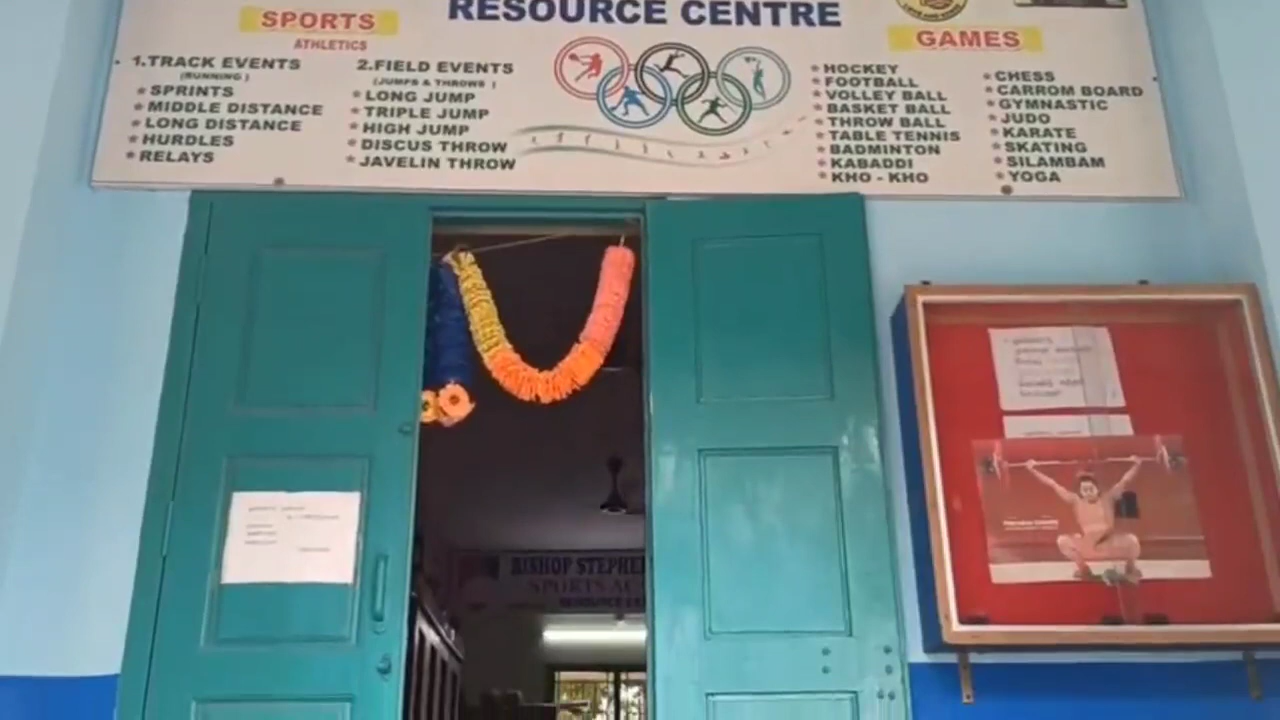 RESOURCE CENTRE
SPORTS
ATHLETICS
1.TRACK EVENTS
(RUNNING)
* SPRINTS
* MIDDLE DISTANCE
* LONG DISTANCE
* HURDLES
* RELAYS
2.FIELD EVENTS
(JUMPS & THROWS)
* LONG JUMP
* TRIPLE JUMP
* HIGH JUMP
* DISCUS THROW
* JAVELIN THROW
GAMES
* HOCKEY
* FOOTBALL
* VOLLEY BALL
* BASKET BALL
* THROW BALL
* TABLE TENNIS
* BADMINTON
* KABADDI
* KHO - KHO
* CHESS
* CARROM BOARD
* GYMNASTIC
* JUDO
* KARATE
* SKATING
* SILAMBAM
* YOGA
BISHOP STEPHE
SPORTS AC